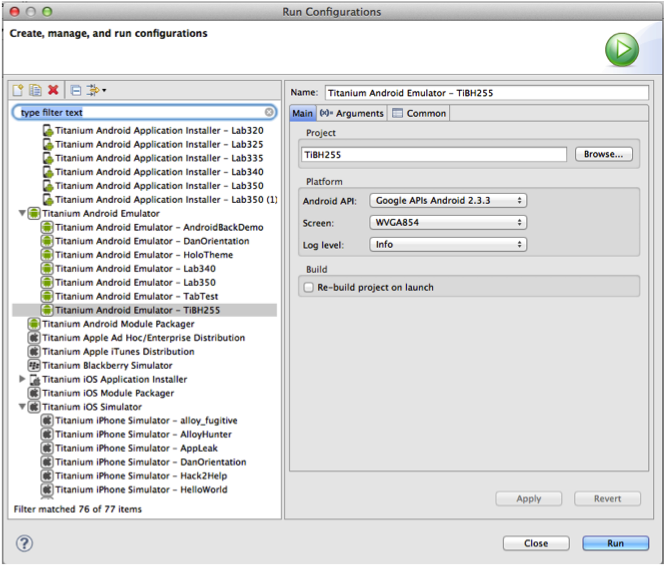 Run Configurations
Create, manage, and run configurations
type filter text
Titanium Android Application Installer - Lab320
Titanium Android Application Installer - Lab325
Titanium Android Application Installer - Lab335
Titanium Android Application Installer - Lab340
Titanium Android Application Installer - Lab350
Titanium Android Application Installer - Lab350 (1)
Titanium Android Emulator
Titanium Android Emulator - AndroidBackDemo
Titanium Android Emulator - DanOrientation
Titanium Android Emulator - HoloTheme
Titanium Android Emulator - Lab340
Titanium Android Emulator - Lab350
Titanium Android Emulator - TabTest
Titanium Android Emulator - TiBH255
Titanium Android Module Packager
Titanium Apple Ad Hoc/Enterprise Distribution
Titanium Apple iTunes Distribution
Titanium Blackberry Simulator
Titanium iOS Application Installer
Titanium iOS Module Packager
Titanium iOS Simulator
Titanium iPhone Simulator - alloy_fugitive
Titanium iPhone Simulator - AlloyHunter
Titanium iPhone Simulator - AppLeak
Titanium iPhone Simulator - DanOrientation
Titanium iPhone Simulator - Hack2Help
Titanium iPhone Simulator - HelloWorld
Filter matched 76 of 77 items
Name: Titanium Android Emulator - TiBH255
Main (x)= Arguments Common
Project
TiBH255 Browse...
Platform
Android API: Google APIs Android 2.3.3
Screen: WVGA854
Log level: Info
Build
Re-build project on launch
Apply Revert
? Close Run